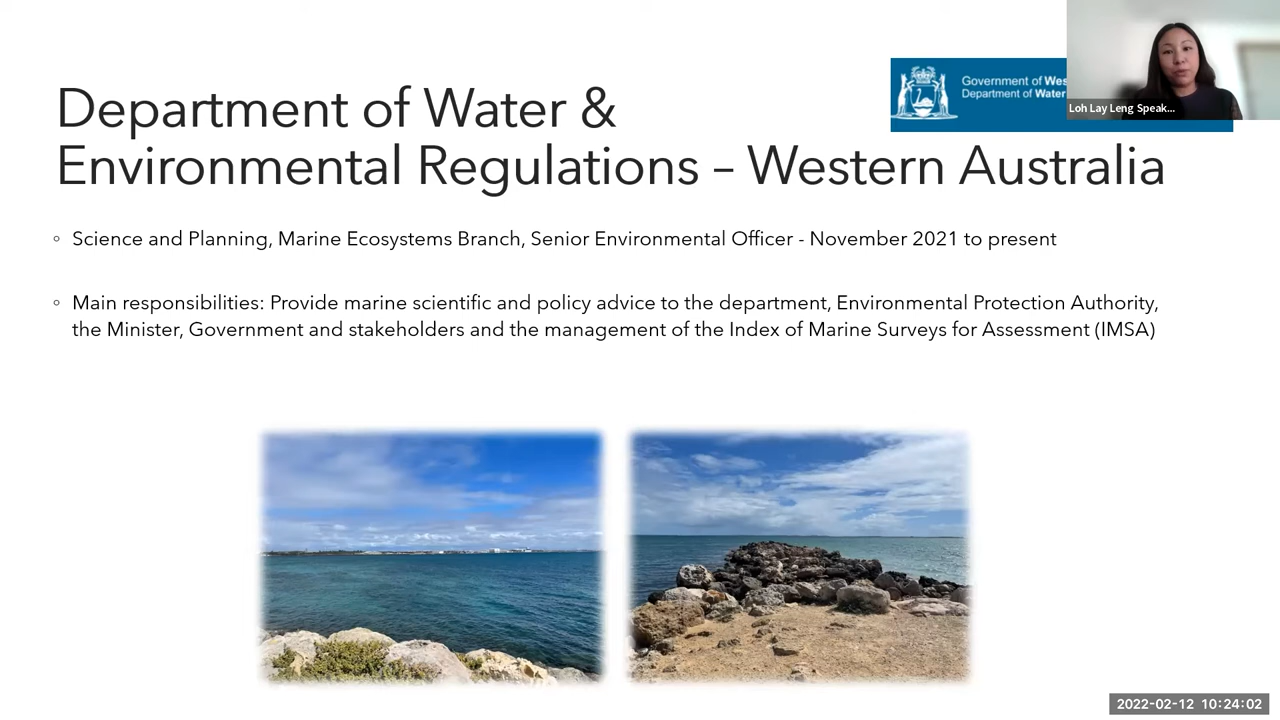 Department of Water &
Environmental Regulations – Western Australia
Government of Wes
Department of Water
Loh Lay Leng Speak...
◦ Science and Planning, Marine Ecosystems Branch, Senior Environmental Officer - November 2021 to present
◦ Main responsibilities: Provide marine scientific and policy advice to the department, Environmental Protection Authority,
the Minister, Government and stakeholders and the management of the Index of Marine Surveys for Assessment (IMSA)
2022-02-12 10:24:02